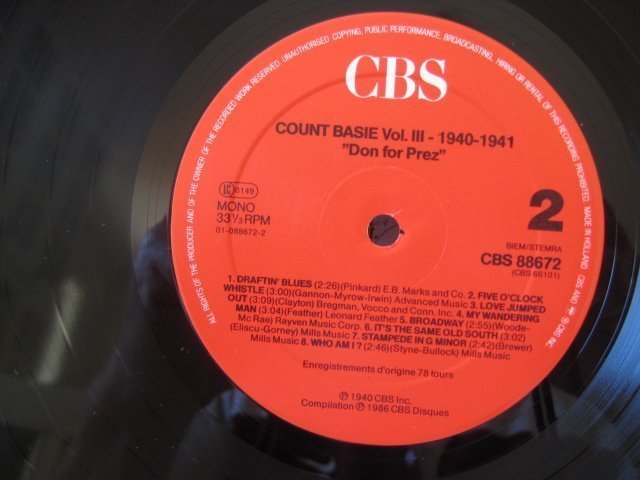 ALL RIGHTS OF THE PRODUCER AND OF THE OWNER OF THE RECORDED WORK RESERVED. UNAUTHORISED COPYING, PUBLIC PERFORMANCE, BROADCASTING, HIRING OR RENTAL OF THIS RECORDING PROHIBITED. MADE IN HOLLAND. CBS AND ℗ CBS INC.
CBS
COUNT BASIE Vol. III - 1940-1941
"Don for Prez"
IC 0149
MONO
33⅓ RPM
01-088672-2
2
BIEM/STEMRA
CBS 88672
(CBS 66101)
1. DRAFTIN' BLUES (2:26)(Pinkard) E.B. Marks and Co. 2. FIVE O'CLOCK
WHISTLE (3:00)(Gannon-Myrow-Irwin) Advanced Music 3. LOVE JUMPED
OUT (3:09)(Clayton) Bregman, Vocco and Conn. Inc. 4. MY WANDERING
MAN (3:04)(Feather) Leonard Feather 5. BROADWAY (2:55)(Woode-
Mc Rae) Rayven Music Corp. 6. IT'S THE SAME OLD SOUTH (3:02)
(Eliscu-Gorney) Mills Music 7. STAMPEDE IN G MINOR (2:42)(Brewer)
Mills Music 8. WHO AM I ? (2:46)(Styne-Bullock) Mills Music
Enregistrements d'origine 78 tours
℗ 1940 CBS Inc.
Compilation ℗ 1986 CBS Disques